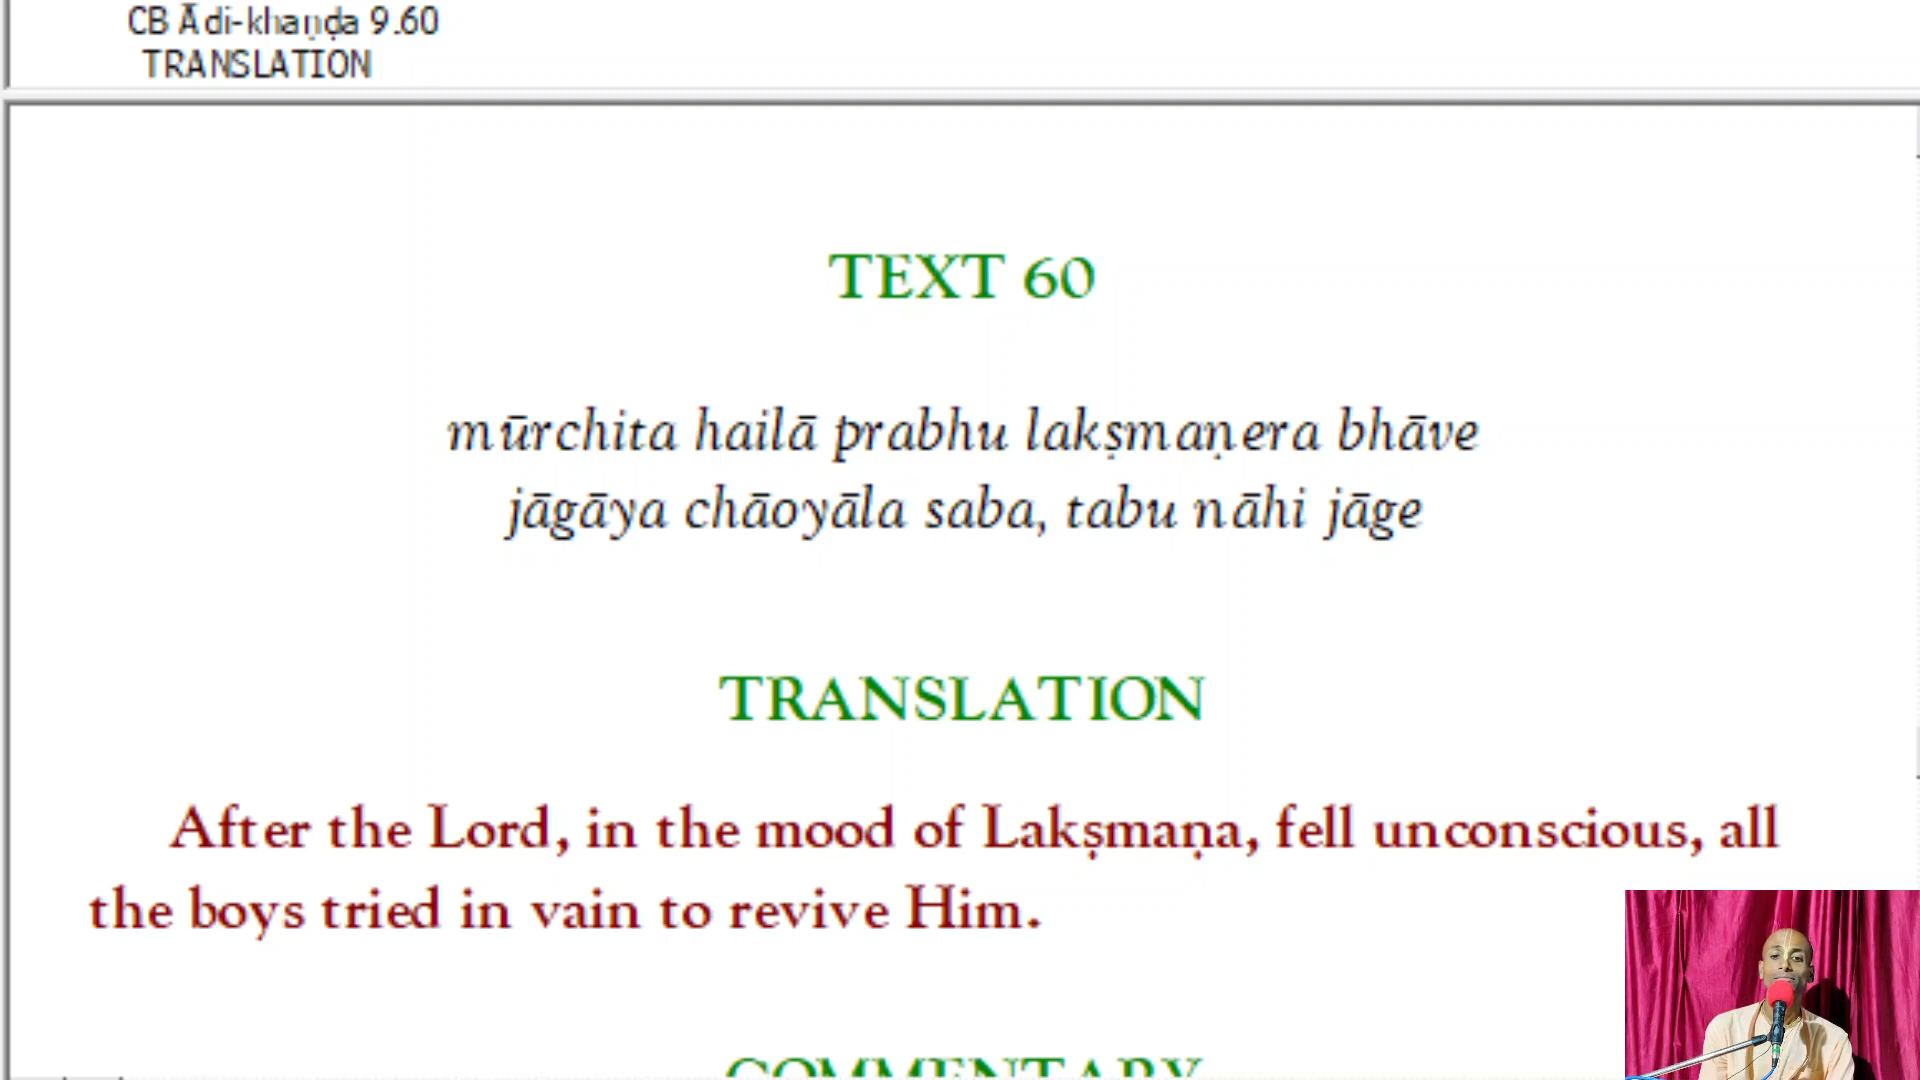 CB Ādi-khaṇḍa 9.60
TRANSLATION
TEXT 60
mūrchita hailā prabhu lakṣmaṇera bhāve
jāgāya chāoyāla saba, tabu nāhi jāge
TRANSLATION
After the Lord, in the mood of Lakṣmaṇa, fell unconscious, all
the boys tried in vain to revive Him.
COMMENTARY